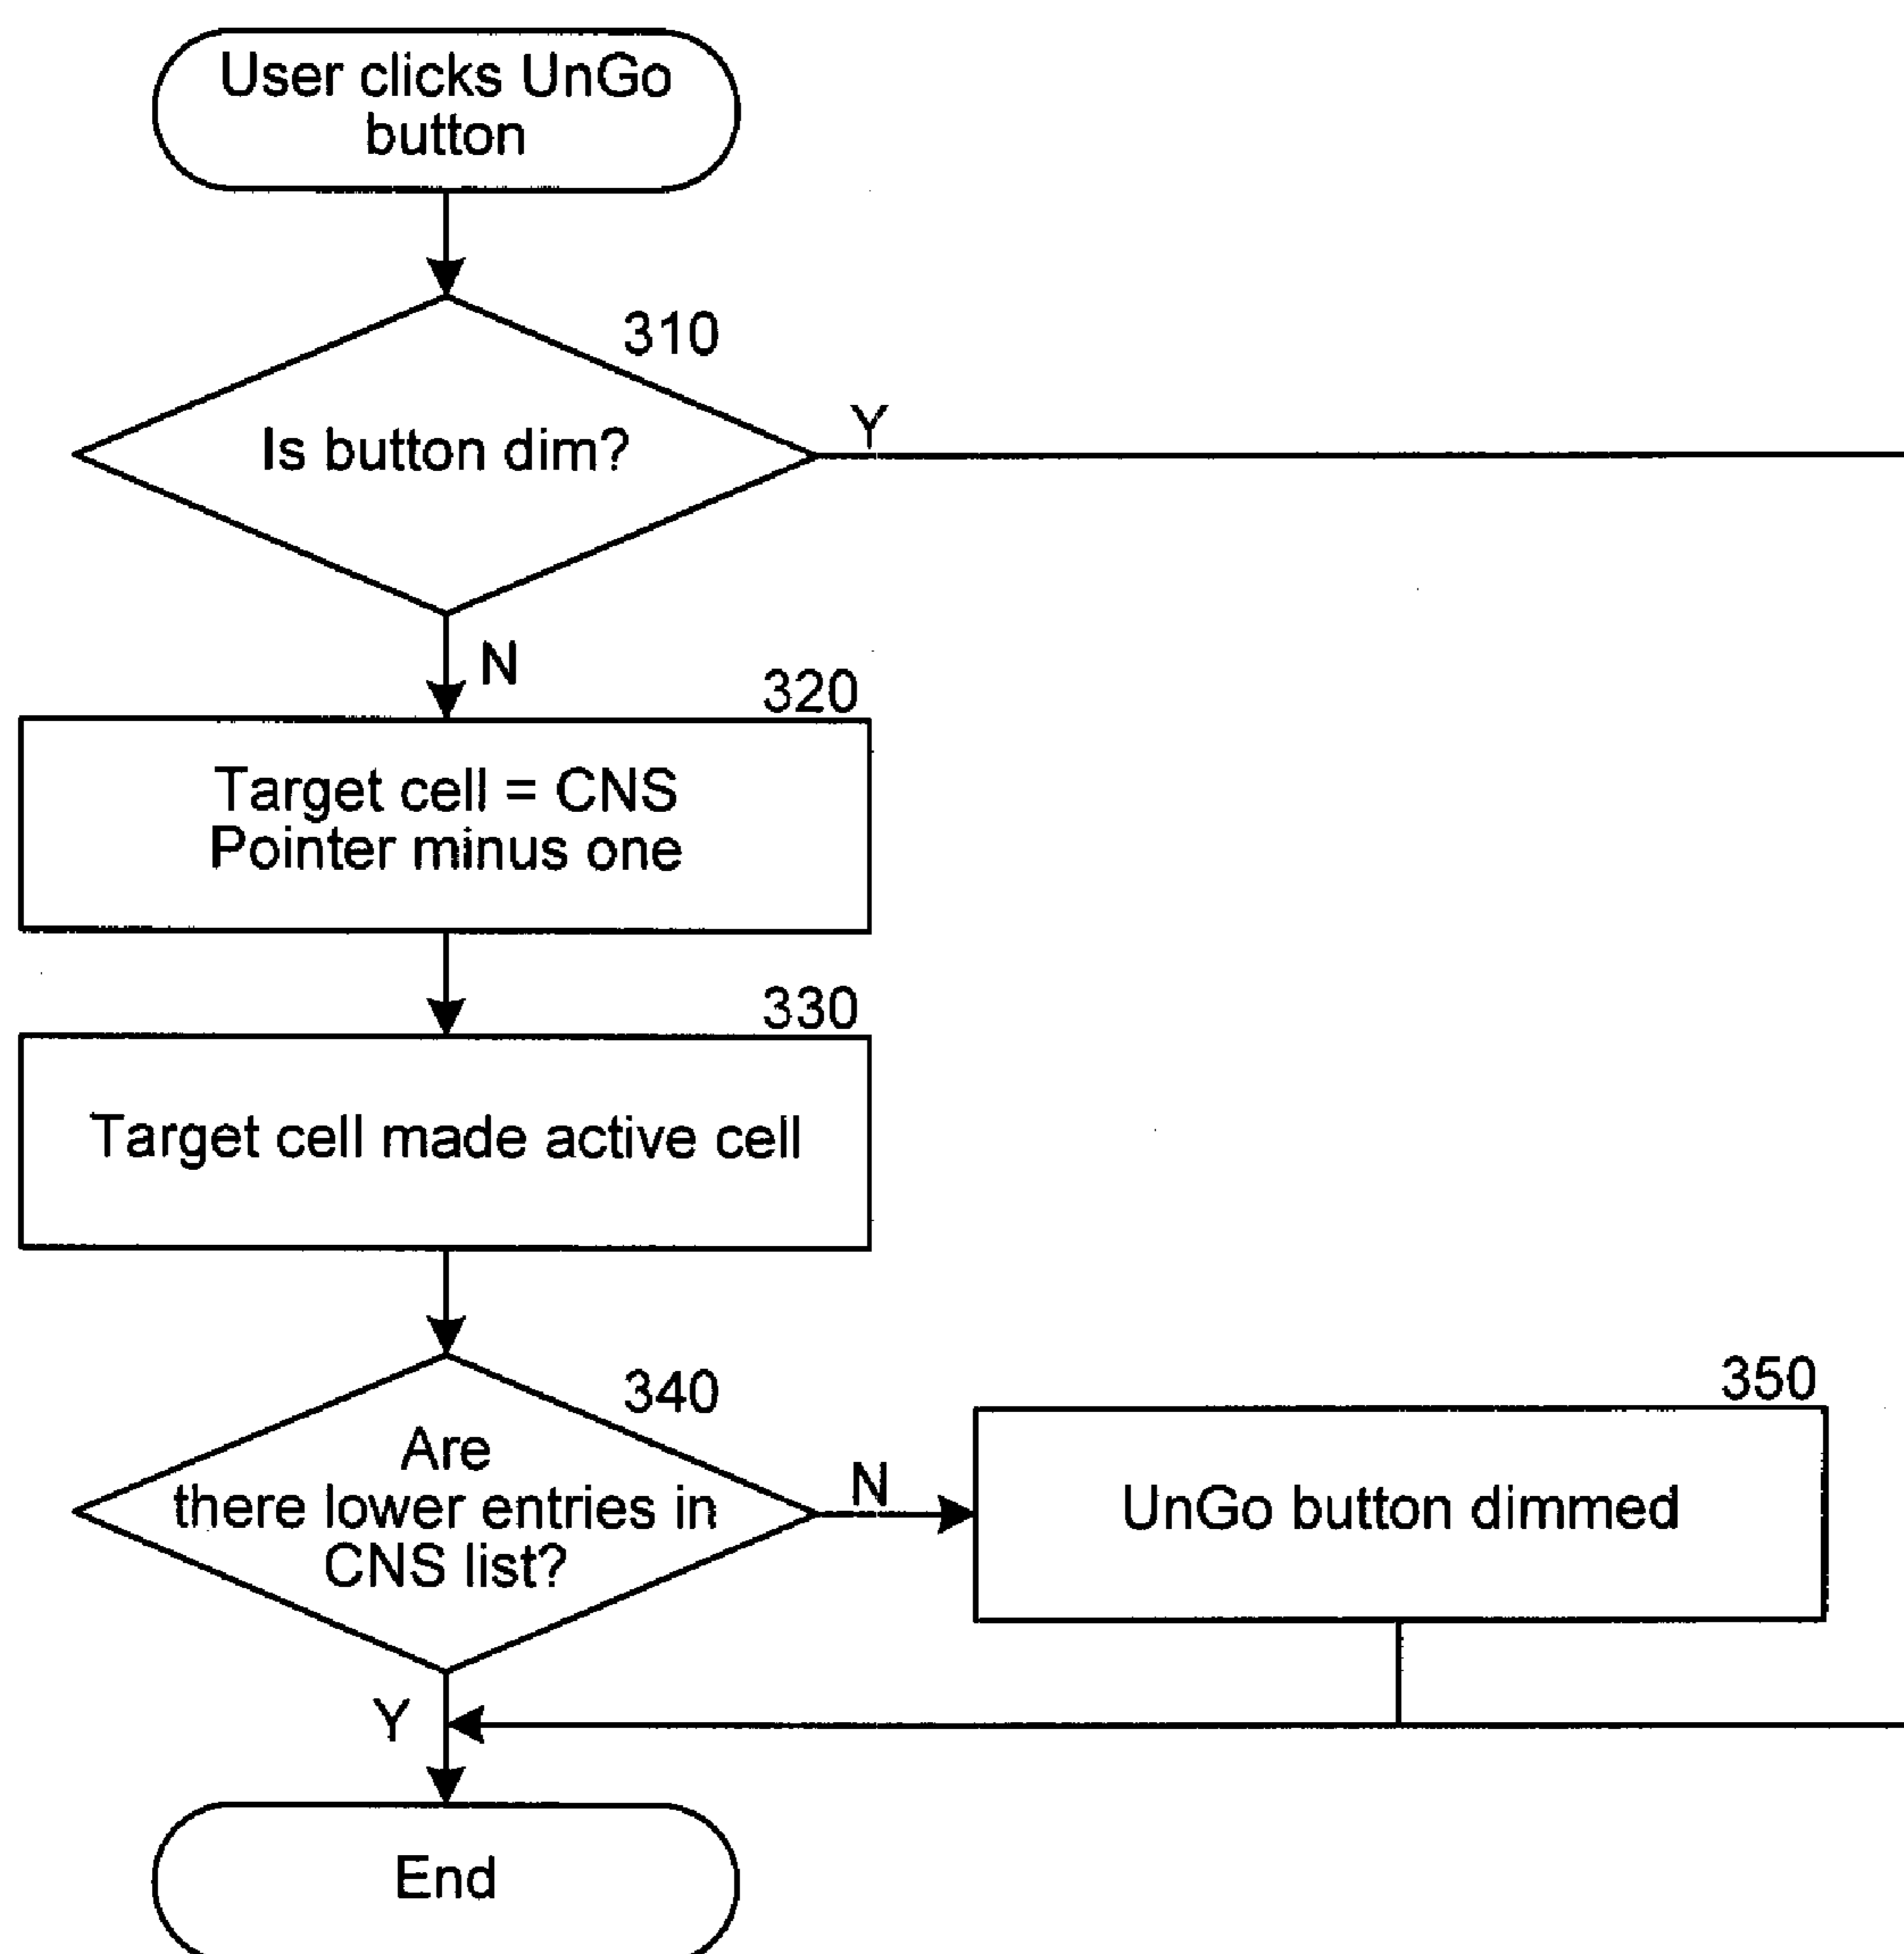 User clicks UnGo
button
310
Is button dim?
Y
N
320
Target cell = CNS
Pointer minus one
330
Target cell made active cell
340
Are
there lower entries in
CNS list?
N
350
UnGo button dimmed
Y
End